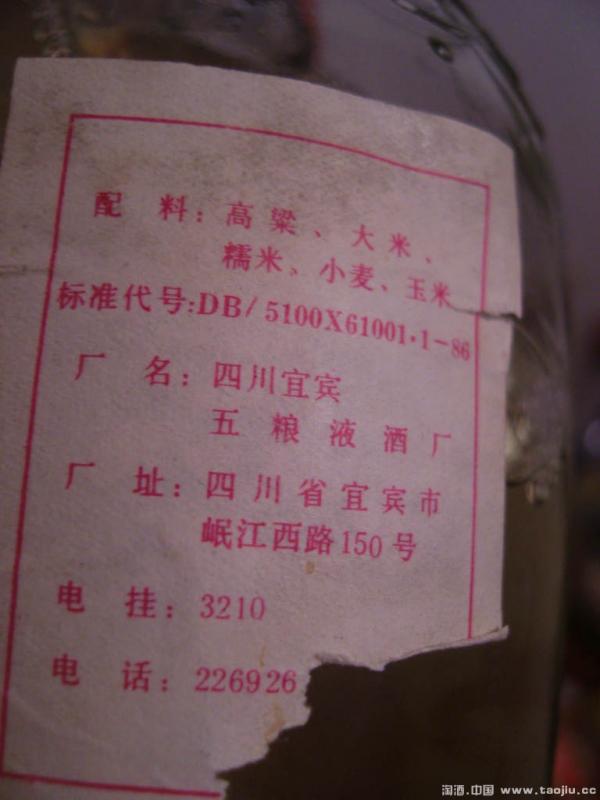 配 料：高粱、大米、
糯米、小麦、玉米
标准代号:DB/5100X61001·1-86
厂 名：四川宜宾
五粮液酒厂
厂 址：四川省宜宾市
岷江西路150号
电 挂：3210
电 话：226926
淘酒.中国 www.taojiu.cc